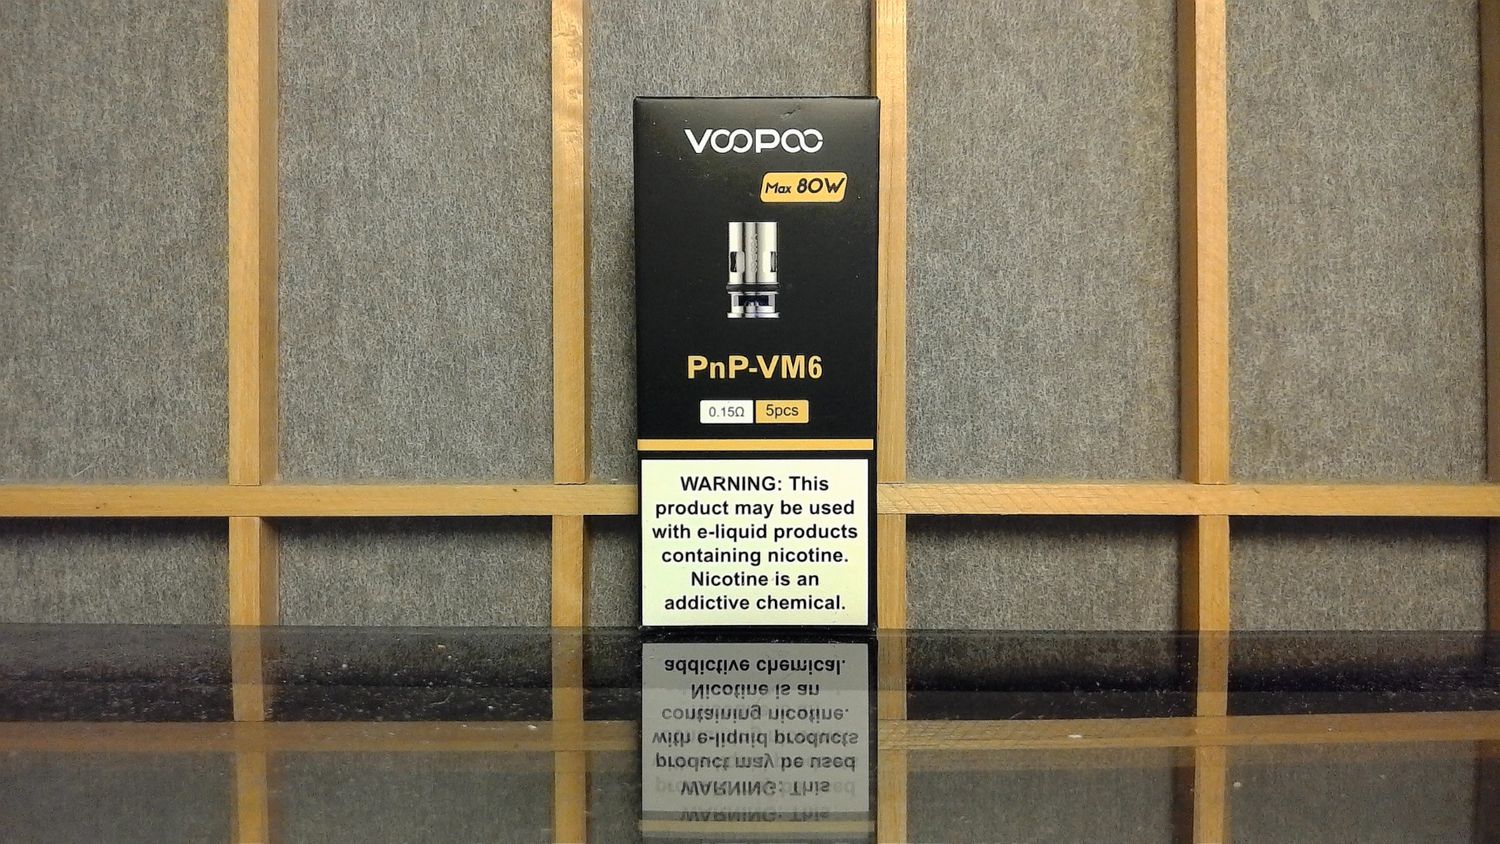 VOOPOO
Max 80W
PnP-VM6
0.15Ω 5pcs
WARNING: This
product may be used
with e-liquid products
containing nicotine.
Nicotine is an
addictive chemical.